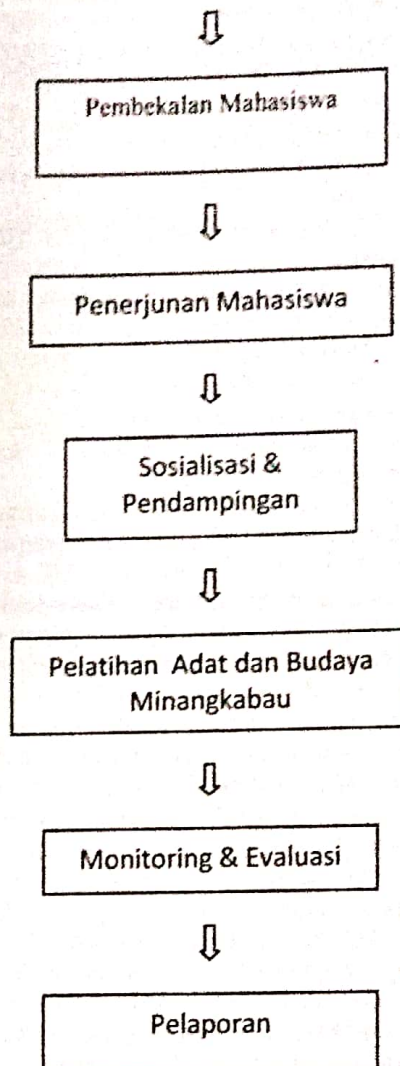 Pembekalan Mahasiswa
Penerjunan Mahasiswa
Sosialisasi &
Pendampingan
Pelatihan Adat dan Budaya
Minangkabau
Monitoring & Evaluasi
Pelaporan